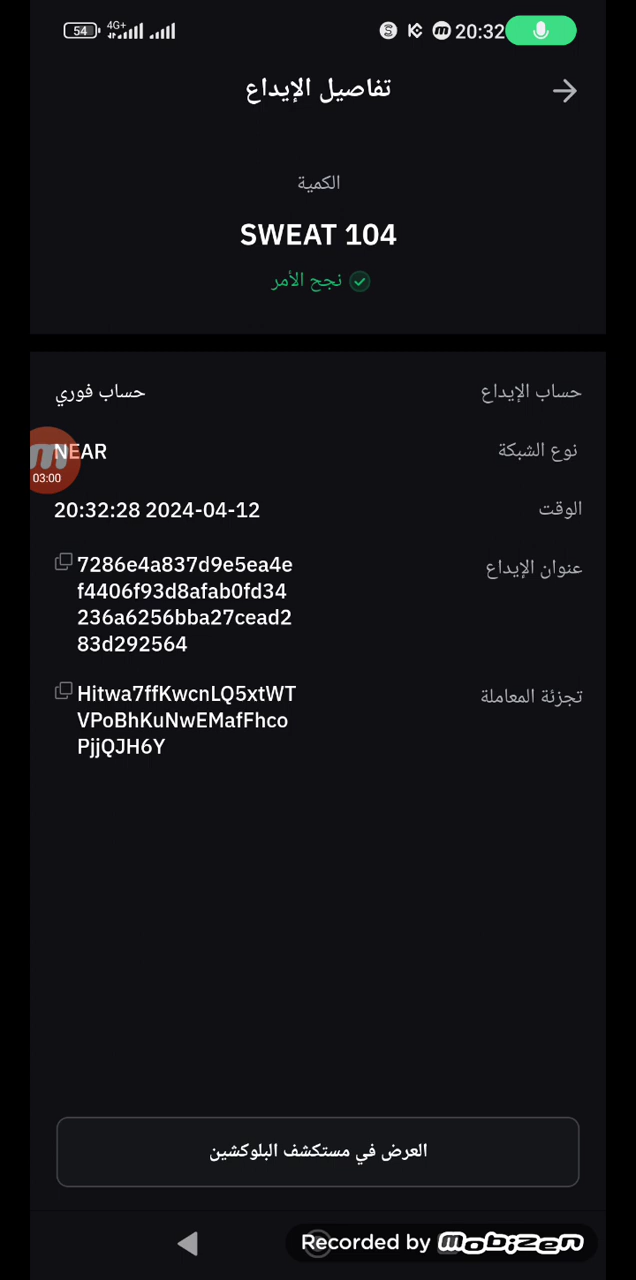 54 4G+ 20:32
تفاصيل الإيداع
الكمية
SWEAT 104
نجح الأمر
حساب الإيداع حساب فوري
نوع الشبكة NEAR
03:00
الوقت 20:32:28 2024-04-12
عنوان الإيداع 7286e4a837d9e5ea4e
f4406f93d8afab0fd34
236a6256bba27cead2
83d292564
تجزئة المعاملة Hitwa7ffKwcnLQ5xtWT
VPoBhKuNwEMafFhco
PjjQJH6Y
العرض في مستكشف البلوكشين
Recorded by mobizen